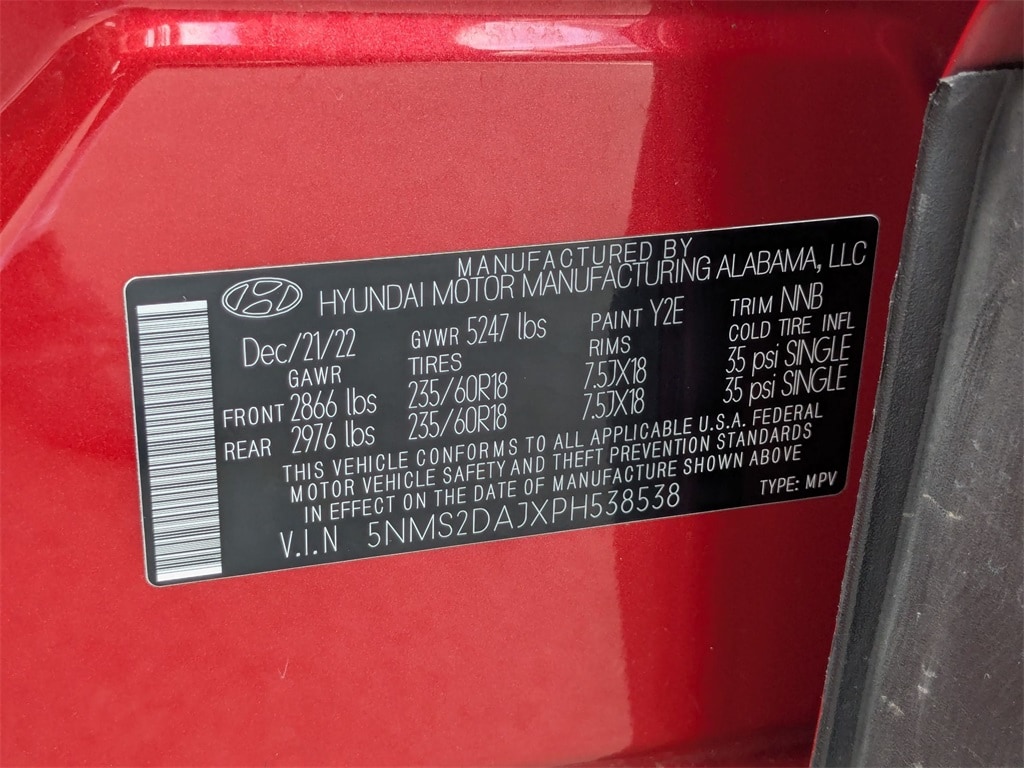 MANUFACTURED BY
HYUNDAI MOTOR MANUFACTURING ALABAMA, LLC
Dec/21/22 GVWR 5247 lbs PAINT Y2E TRIM NNB
GAWR TIRES RIMS COLD TIRE INFL
FRONT 2866 lbs 235/60R18 7.5JX18 35 psi SINGLE
REAR 2976 lbs 235/60R18 7.5JX18 35 psi SINGLE
THIS VEHICLE CONFORMS TO ALL APPLICABLE U.S.A. FEDERAL
MOTOR VEHICLE SAFETY AND THEFT PREVENTION STANDARDS
IN EFFECT ON THE DATE OF MANUFACTURE SHOWN ABOVE
V.I.N 5NMS2DAJXPH538538 TYPE: MPV